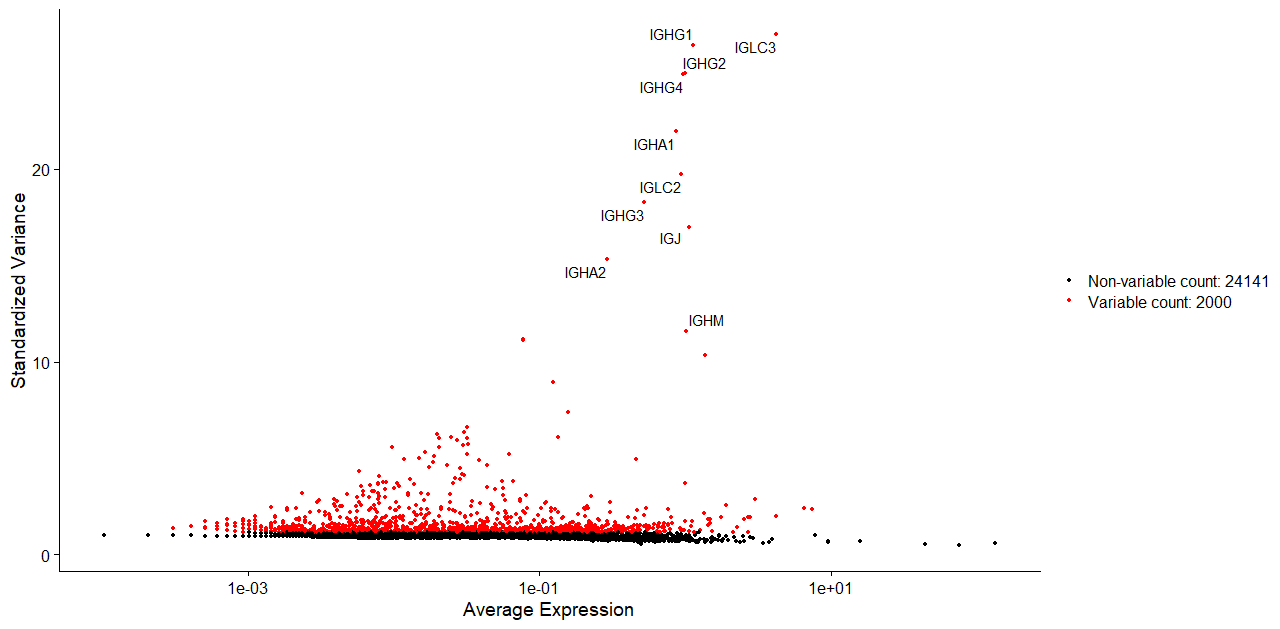 IGHG1
IGLC3
IGHG2
IGHG4
IGHA1
20
IGLC2
IGHG3
IGJ
IGHA2
Non-variable count: 24141
Variable count: 2000
IGHM
10
0
Standardized Variance
1e-03
1e-01
1e+01
Average Expression